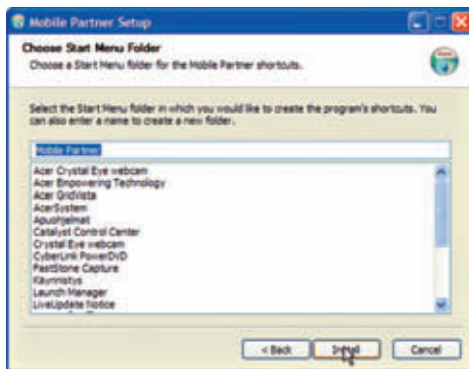 Mobile Partner Setup
Choose Start Menu Folder
Choose a Start Menu folder for the Mobile Partner shortcuts.
Select the Start Menu folder in which you would like to create the program's shortcuts. You
can also enter a name to create a new folder.
Mobile Partner
Acer Crystal Eye webcam
Acer Empowering Technology
Acer GridVista
AcerSystem
Apuohjelmat
Catalyst Control Center
Crystal Eye webcam
CyberLink PowerDVD
FastStone Capture
Käynnistys
Launch Manager
LiveUpdate Notice
< Back
Install
Cancel